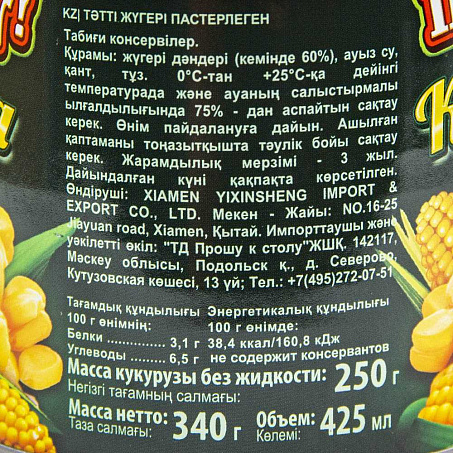 KZ| ТӘТТІ ЖҮГЕРІ ПАСТЕРЛЕГЕН
Табиғи консервілер.
Құрамы: жүгері дәндері (кемінде 60%), ауыз су,
қант, тұз. 0°С-тан +25°С-қа дейінгі
температурада және ауаның салыстырмалы
ылғалдылығында 75% - дан аспайтын сақтау
керек. Өнім пайдалануға дайын. Ашылған
қаптаманы тоңазытқышта тәулік бойы сақтау
керек. Жарамдылық мерзімі - 3 жыл.
Дайындалған күні қақпақта көрсетілген.
Өндіруші: XIAMEN YIXINSHENG IMPORT &
EXPORT CO., LTD. Мекен - Жайы: NO.16-25
Jiayuan road, Xiamen, Қытай. Импорттаушы және
уәкілетті өкіл: "ТД Прошу к столу"ЖШҚ. 142117,
Мәскеу облысы, Подольск қ., д. Северово,
Кутузовская көшесі, 13 үй; Тел.: +7(495)272-07-51
Тағамдық құндылығы Энергетикалық құндылығы
100 г өнімнің: 100 г өнімде:
Белки ............... 3,1 г 38,4 ккал/160,8 кДж
Углеводы ......... 6,5 г не содержит консервантов
Масса кукурузы без жидкости: 250 г
Негізгі тағамның салмағы:
Масса нетто: 340 г Объем: 425 мл
Таза салмағы: Көлемі: